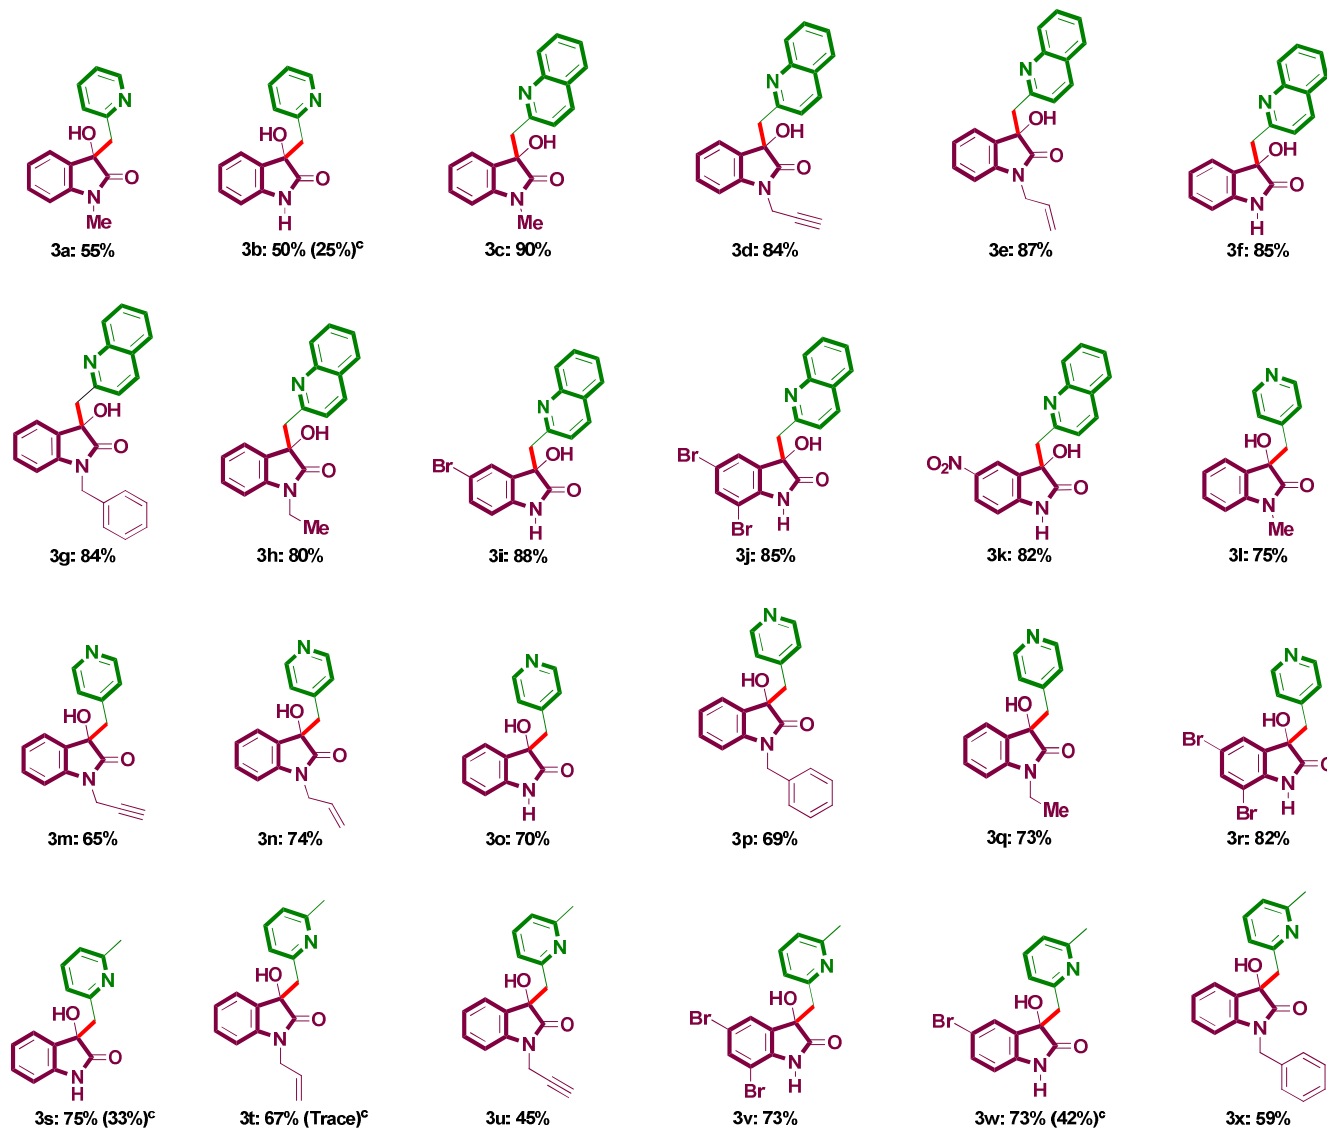 N
HO
O
N
Me
3a: 55%
N
HO
O
N
H
3b: 50% (25%)ᶜ
N
OH
O
N
Me
3c: 90%
N
OH
O
N
3d: 84%
N
OH
O
N
3e: 87%
N
OH
O
N
H
3f: 85%
N
OH
O
N
3g: 84%
N
OH
O
N
Me
3h: 80%
N
OH
Br
O
N
H
3i: 88%
N
OH
Br
O
N
H
Br
3j: 85%
N
OH
O₂N
O
N
H
3k: 82%
N
HO
O
N
Me
3l: 75%
N
HO
O
N
3m: 65%
N
HO
O
N
3n: 74%
N
HO
O
N
H
3o: 70%
N
HO
O
N
3p: 69%
N
HO
O
N
Me
3q: 73%
N
HO
Br
O
N
H
Br
3r: 82%
N
HO
O
N
H
3s: 75% (33%)ᶜ
N
HO
O
N
3t: 67% (Trace)ᶜ
N
HO
O
N
3u: 45%
N
HO
Br
O
N
H
Br
3v: 73%
N
HO
Br
O
N
H
3w: 73% (42%)ᶜ
N
HO
O
N
3x: 59%